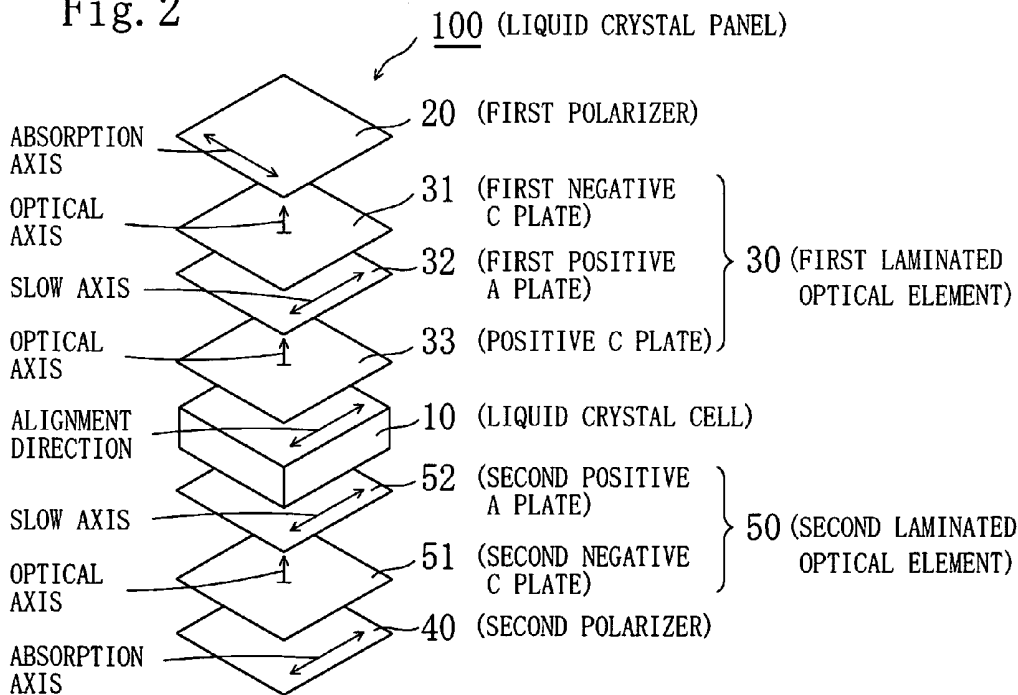 Fig. 2
100 (LIQUID CRYSTAL PANEL)
20 (FIRST POLARIZER)
ABSORPTION
AXIS
31 (FIRST NEGATIVE
C PLATE)
OPTICAL
AXIS
32 (FIRST POSITIVE
A PLATE)
30 (FIRST LAMINATED
OPTICAL ELEMENT)
SLOW AXIS
33 (POSITIVE C PLATE)
OPTICAL
AXIS
10 (LIQUID CRYSTAL CELL)
ALIGNMENT
DIRECTION
52 (SECOND POSITIVE
A PLATE)
SLOW AXIS
50 (SECOND LAMINATED
OPTICAL ELEMENT)
51 (SECOND NEGATIVE
C PLATE)
OPTICAL
AXIS
40 (SECOND POLARIZER)
ABSORPTION
AXIS